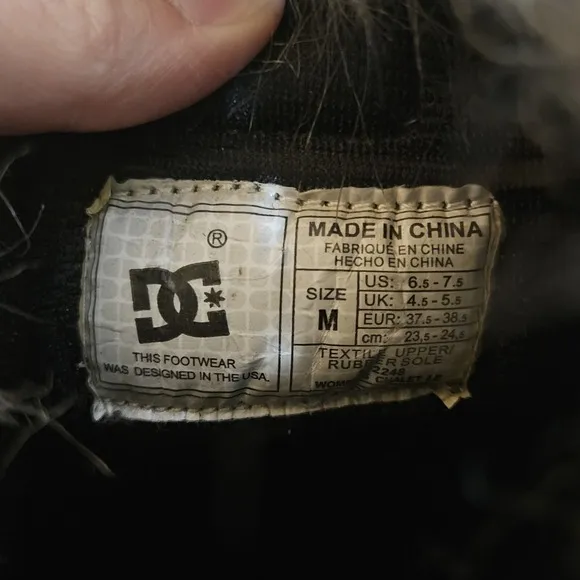 ®
DC
THIS FOOTWEAR
WAS DESIGNED IN THE USA.
MADE IN CHINA
FABRIQUÉ EN CHINE
HECHO EN CHINA
SIZE
M
US: 6.5 - 7.5
UK: 4.5 - 5.5
EUR: 37.5 - 38.5
cm: 23.5 - 24.5
TEXTILE UPPER/
RUBBER SOLE